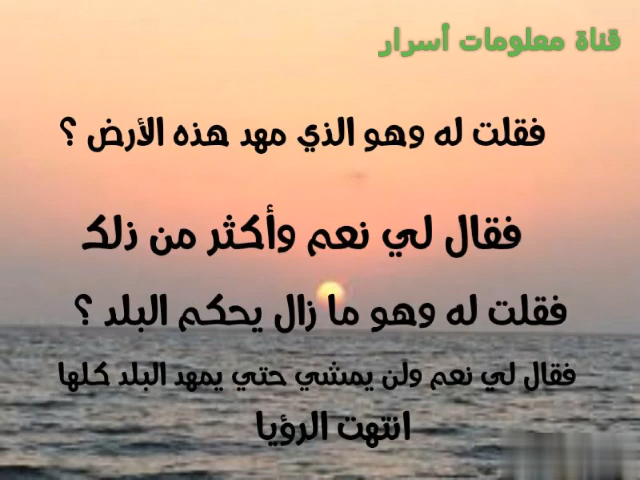 قناة معلومات أسرار
فقلت له وهو الذي مهد هذه الأرض ؟
فقال لي نعم وأكثر من ذلك
فقلت له وهو ما زال يحكم البلد ؟
فقال لي نعم ولن يمشي حتي يمهد البلد كلها
انتهت الرؤيا